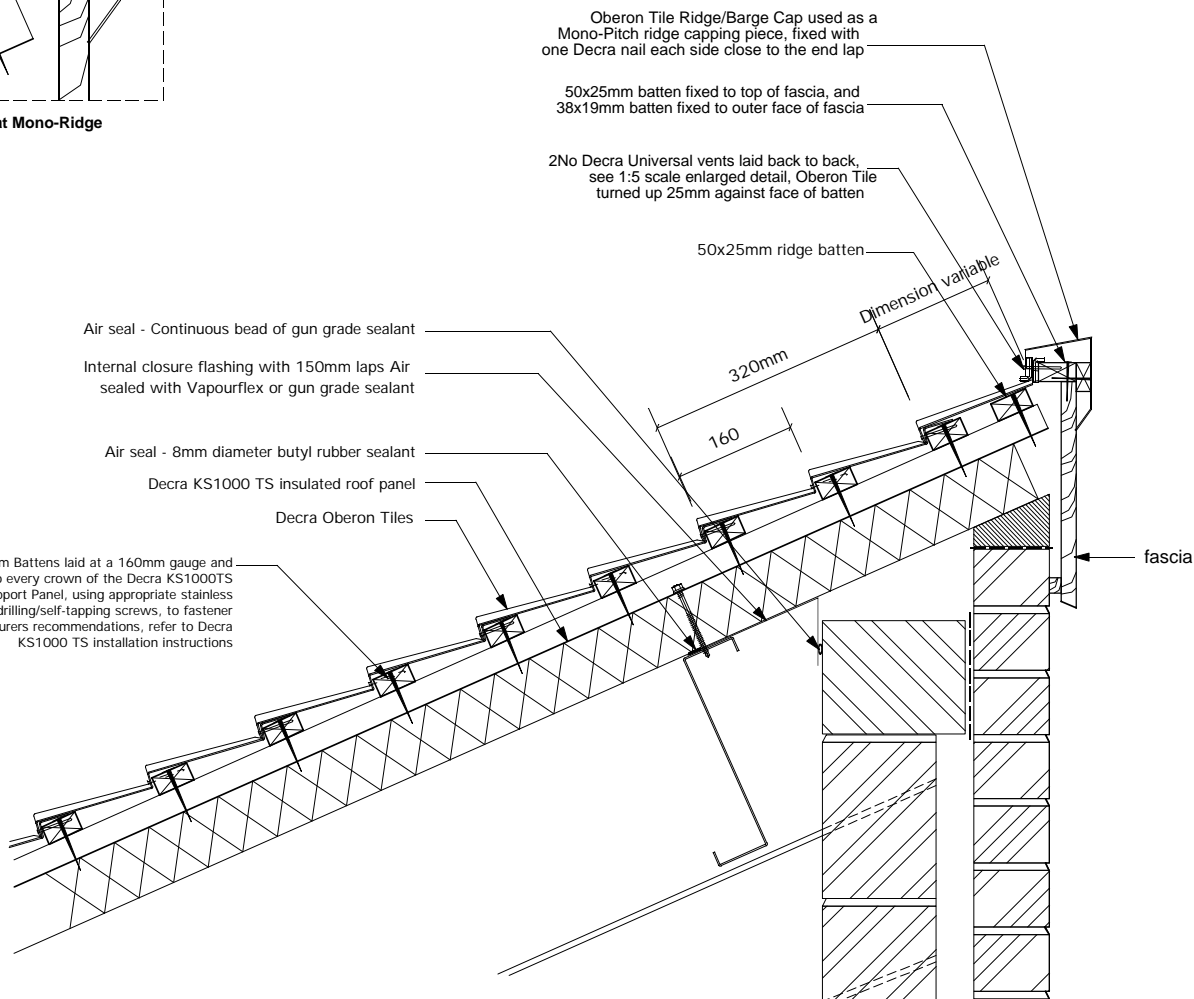 at Mono-Ridge
Oberon Tile Ridge/Barge Cap used as a
Mono-Pitch ridge capping piece, fixed with
one Decra nail each side close to the end lap
50x25mm batten fixed to top of fascia, and
38x19mm batten fixed to outer face of fascia
2No Decra Universal vents laid back to back,
see 1:5 scale enlarged detail, Oberon Tile
turned up 25mm against face of batten
50x25mm ridge batten
Dimension variable
320mm
160
Air seal - Continuous bead of gun grade sealant
Internal closure flashing with 150mm laps Air
sealed with Vapourflex or gun grade sealant
Air seal - 8mm diameter butyl rubber sealant
Decra KS1000 TS insulated roof panel
Decra Oberon Tiles
Battens laid at a 160mm gauge and
every crown of the Decra KS1000TS
Panel, using appropriate stainless
drilling/self-tapping screws, to fastener
recommendations, refer to Decra
KS1000 TS installation instructions
fascia